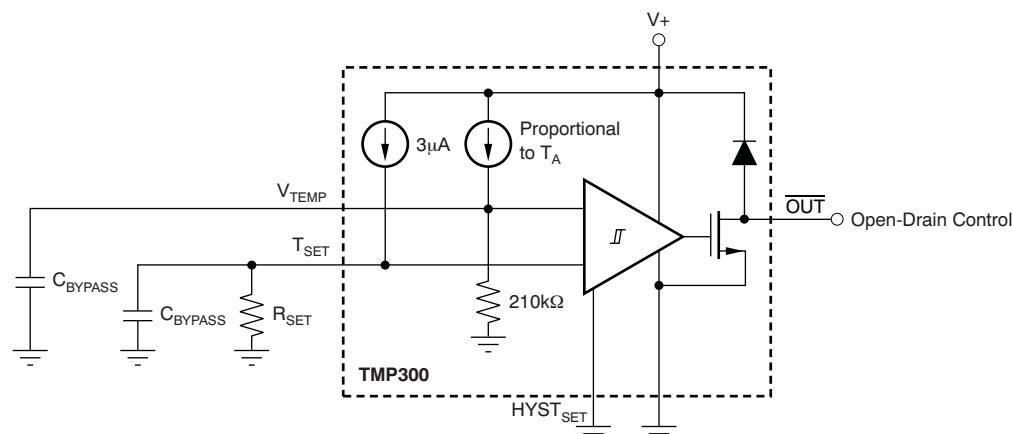 V+
3μA
Proportional
to T_A
V_TEMP
OUT
Open-Drain Control
T_SET
C_BYPASS
C_BYPASS
R_SET
210kΩ
TMP300
HYST_SET